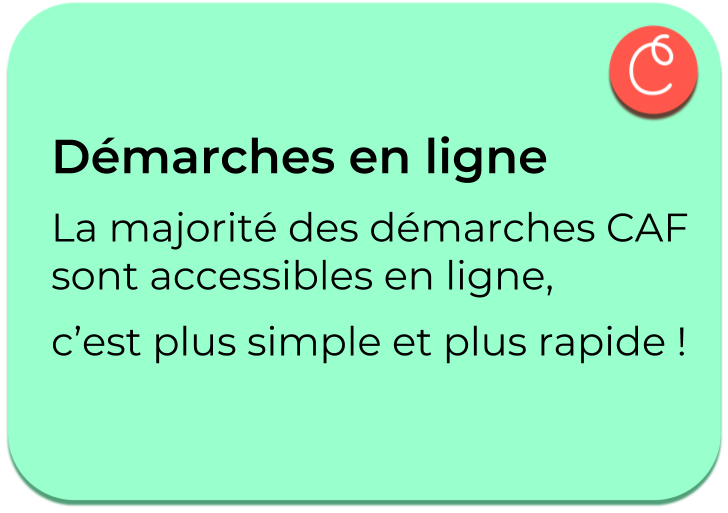 Démarches en ligne
La majorité des démarches CAF
sont accessibles en ligne,
c’est plus simple et plus rapide !